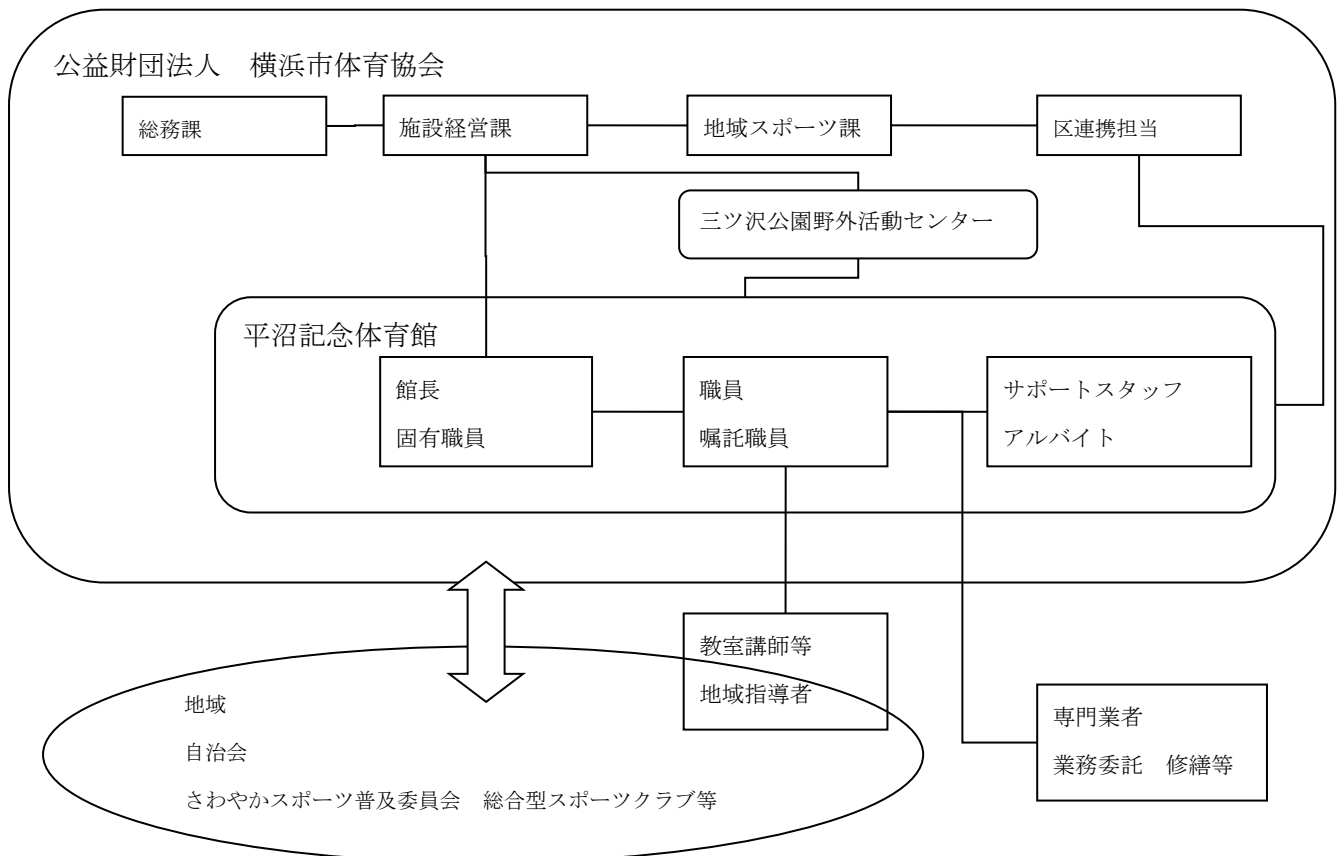 公益財団法人　横浜市体育協会
総務課
施設経営課
地域スポーツ課
区連携担当
三ツ沢公園野外活動センター
平沼記念体育館
館長
固有職員
職員
嘱託職員
サポートスタッフ
アルバイト
教室講師等
地域指導者
専門業者
業務委託　修繕等
地域
自治会
さわやかスポーツ普及委員会　総合型スポーツクラブ等